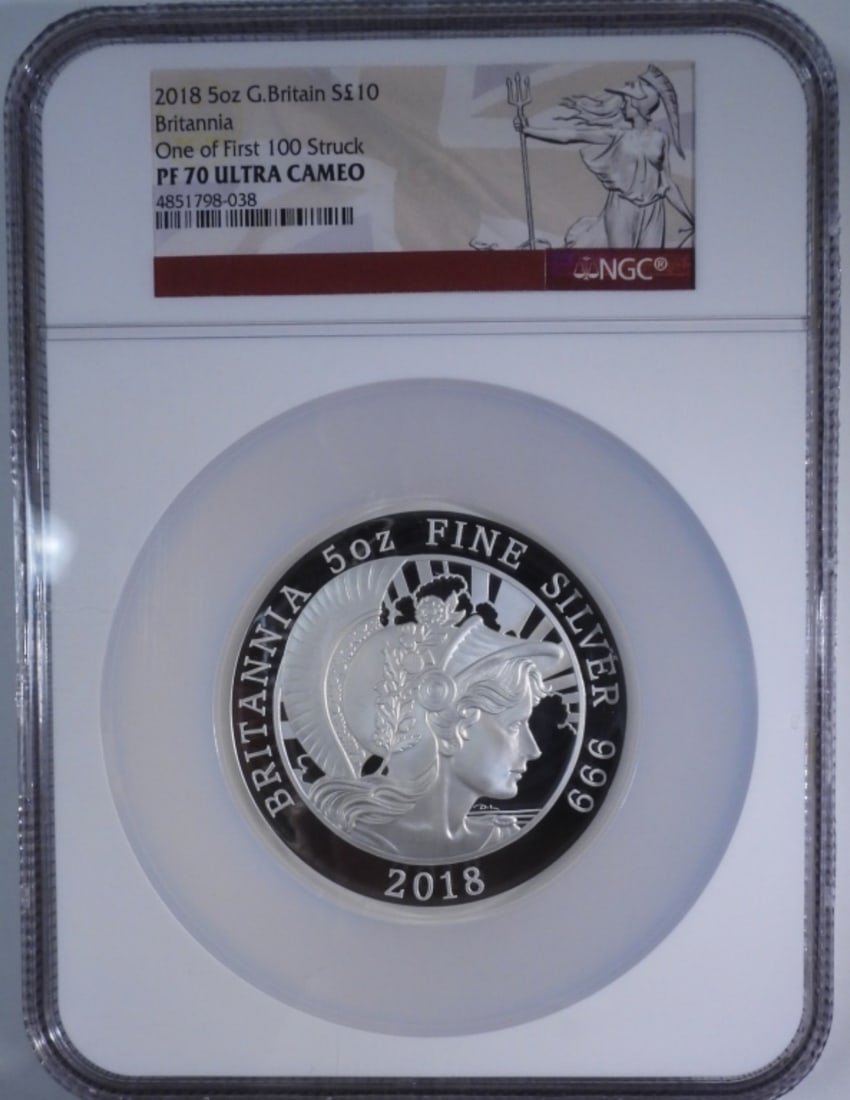 2018 5oz G.Britain S£10
Britannia
One of First 100 Struck
PF 70 ULTRA CAMEO
4851798-038
NGC®
BRITANNIA 5oz FINE SILVER 999
2018